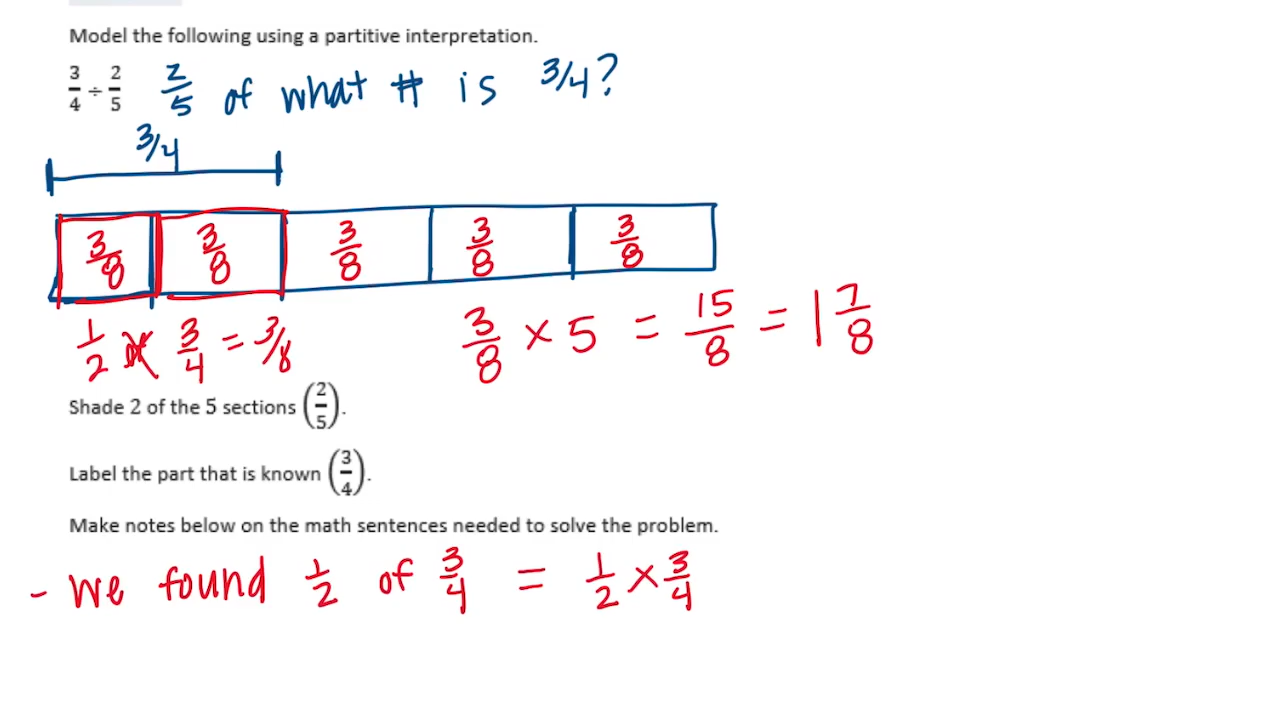 Model the following using a partitive interpretation.
3/4 ÷ 2/5 2/5 of what # is 3/4?
3/4
3/8 3/8 3/8 3/8 3/8
1/2 of 3/4 = 3/8 3/8 × 5 = 15/8 = 1 7/8
Shade 2 of the 5 sections (2/5).
Label the part that is known (3/4).
Make notes below on the math sentences needed to solve the problem.
- We found 1/2 of 3/4 = 1/2 × 3/4